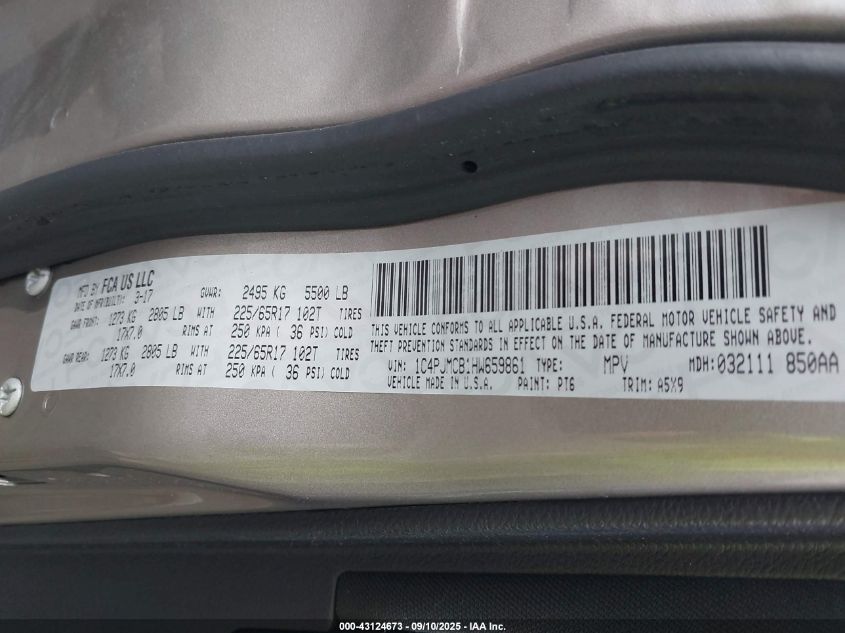 MFD BY FCA US LLC
DATE OF MFR(BUILT): 3-17 GVWR: 2495 KG 5500 LB
GAWR FRONT: 1273 KG 2805 LB WITH 225/65R17 102T TIRES
17X7.0 RIMS AT 250 KPA ( 36 PSI) COLD
GAWR REAR: 1273 KG 2805 LB WITH 225/65R17 102T TIRES
17X7.0 RIMS AT 250 KPA ( 36 PSI) COLD
THIS VEHICLE CONFORMS TO ALL APPLICABLE U.S.A. FEDERAL MOTOR VEHICLE SAFETY AND
THEFT PREVENTION STANDARDS IN EFFECT ON THE DATE OF MANUFACTURE SHOWN ABOVE.
VIN: 1C4PJMCB1HW659861 TYPE: MPV MDH:032111 850AA
VEHICLE MADE IN U.S.A. PAINT: PT6 TRIM: A5X9
000-43124673 - 09/10/2025 - IAA Inc.